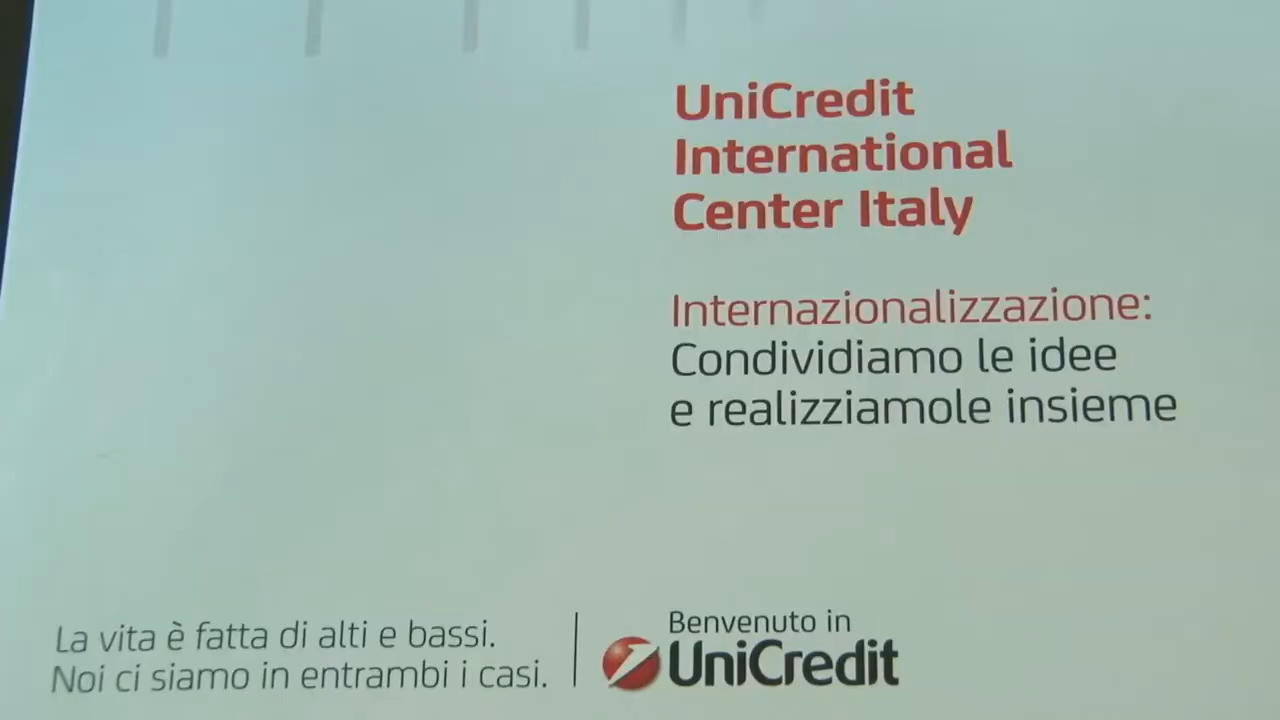 UniCredit
International
Center Italy
Internazionalizzazione:
Condividiamo le idee
e realizziamole insieme
La vita è fatta di alti e bassi.
Noi ci siamo in entrambi i casi.
Benvenuto in
UniCredit